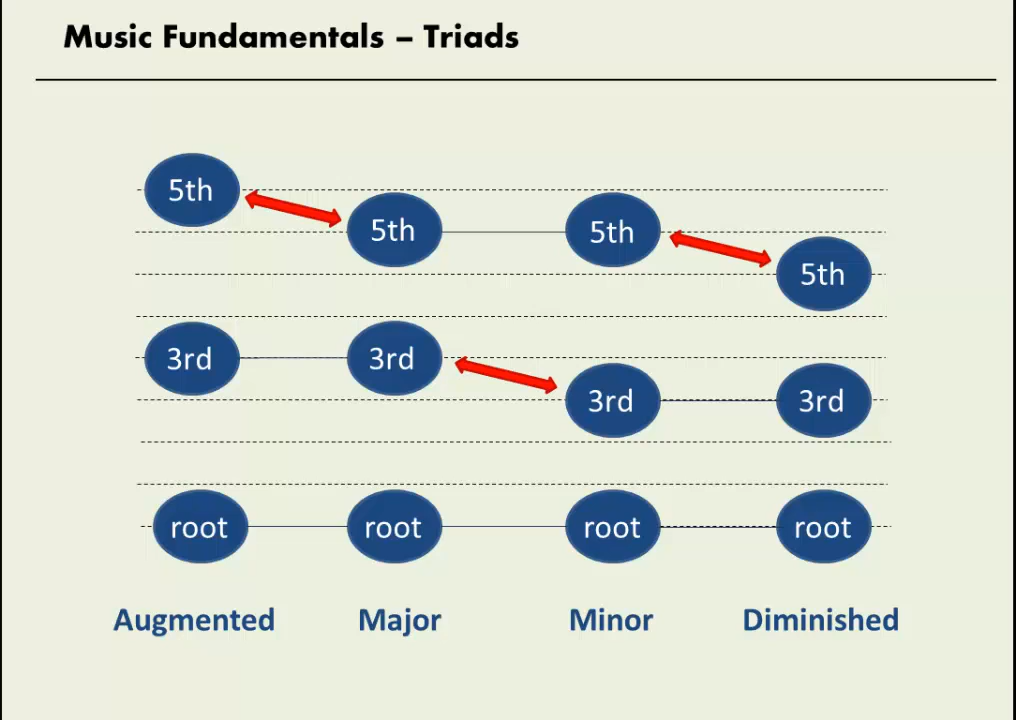 Music Fundamentals – Triads
5th
5th
5th
5th
3rd
3rd
3rd
3rd
root
root
root
root
Augmented
Major
Minor
Diminished